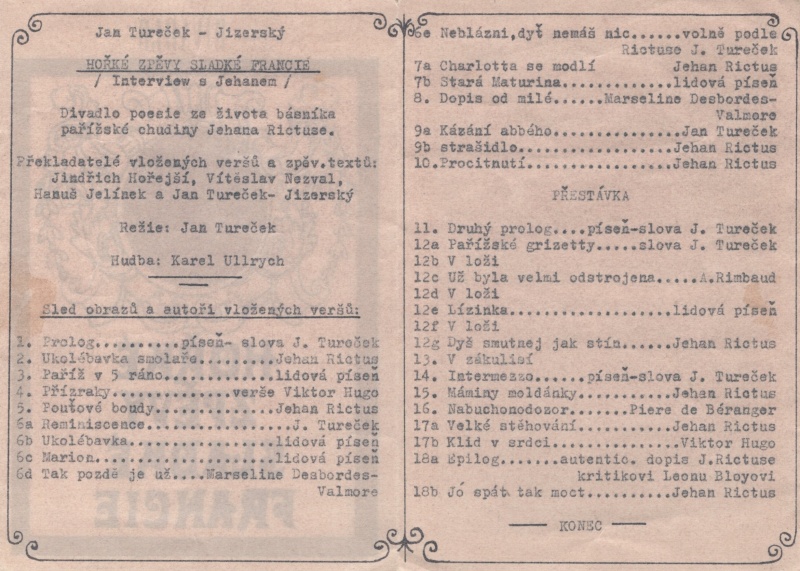 Jan Tureček - Jizerský
HOŘKÉ ZPĚVY SLADKÉ FRANCIE
/ Interview s Jehanem /
Divadlo poesie ze života básníka
pařížské chudiny Jehana Rictuse.
Překladatelé vložených veršů a zpěv.textů:
Jindřich Hořejší, Vítěslav Nezval,
Hanuš Jelínek a Jan Tureček- Jizerský
Režie: Jan Tureček
Hudba: Karel Ullrych
Sled obrazů a autoři vložených veršů:
1. Prolog..........píseň- slova J. Tureček
2. Ukolébavka smolaře.........Jehan Rictus
3. Paříž v 5 ráno.............lidová píseň
4. Přízraky.............verše Viktor Hugo
5. Pouťové boudy..............Jehan Rictus
6a Reminiscence.................J. Tureček
6b Ukolébavka.................lidová píseň
6c Marion.....................lidová píseň
6d Tak pozdě je už....Marseline Desbordes-
Valmore
6e Neblázni,dyť nemáš nic......volně podle
Rictuse J. Tureček
7a Charlotta se modlí Jehan Rictus
7b Stará Maturina.............lidová píseň
8. Dopis od milé......Marseline Desbordes-
Valmore
9a Kázání abbého...............Jan Tureček
9b strašidlo..................Jehan Rictus
10.Procitnutí.................Jehan Rictus
PŘESTÁVKA
11. Druhý prolog....píseň-slova J. Tureček
12a Pařížské grizetty.....slova J. Tureček
12b V loži
12c Už byla velmi odstrojena.....A.Rimbaud
12d V loži
12e Lízinka...................lidová píseň
12f V loži
12g Dyš smutnej jak stín......Jehan Rictus
13. V zákulisí
14. Intermezzo......píseň-slova J. Tureček
15. Máminy moldánky...........Jehan Rictus
16. Nabuchonodozor.......Piere de Béranger
17a Velké stěhování...........Jehan Rictus
17b Klid v srdci...............Viktor Hugo
18a Epilog.......autentic. dopis J.Rictuse
kritikovi Leonu Bloyovi
18b Jó spát tak moct..........Jehan Rictus
KONEC